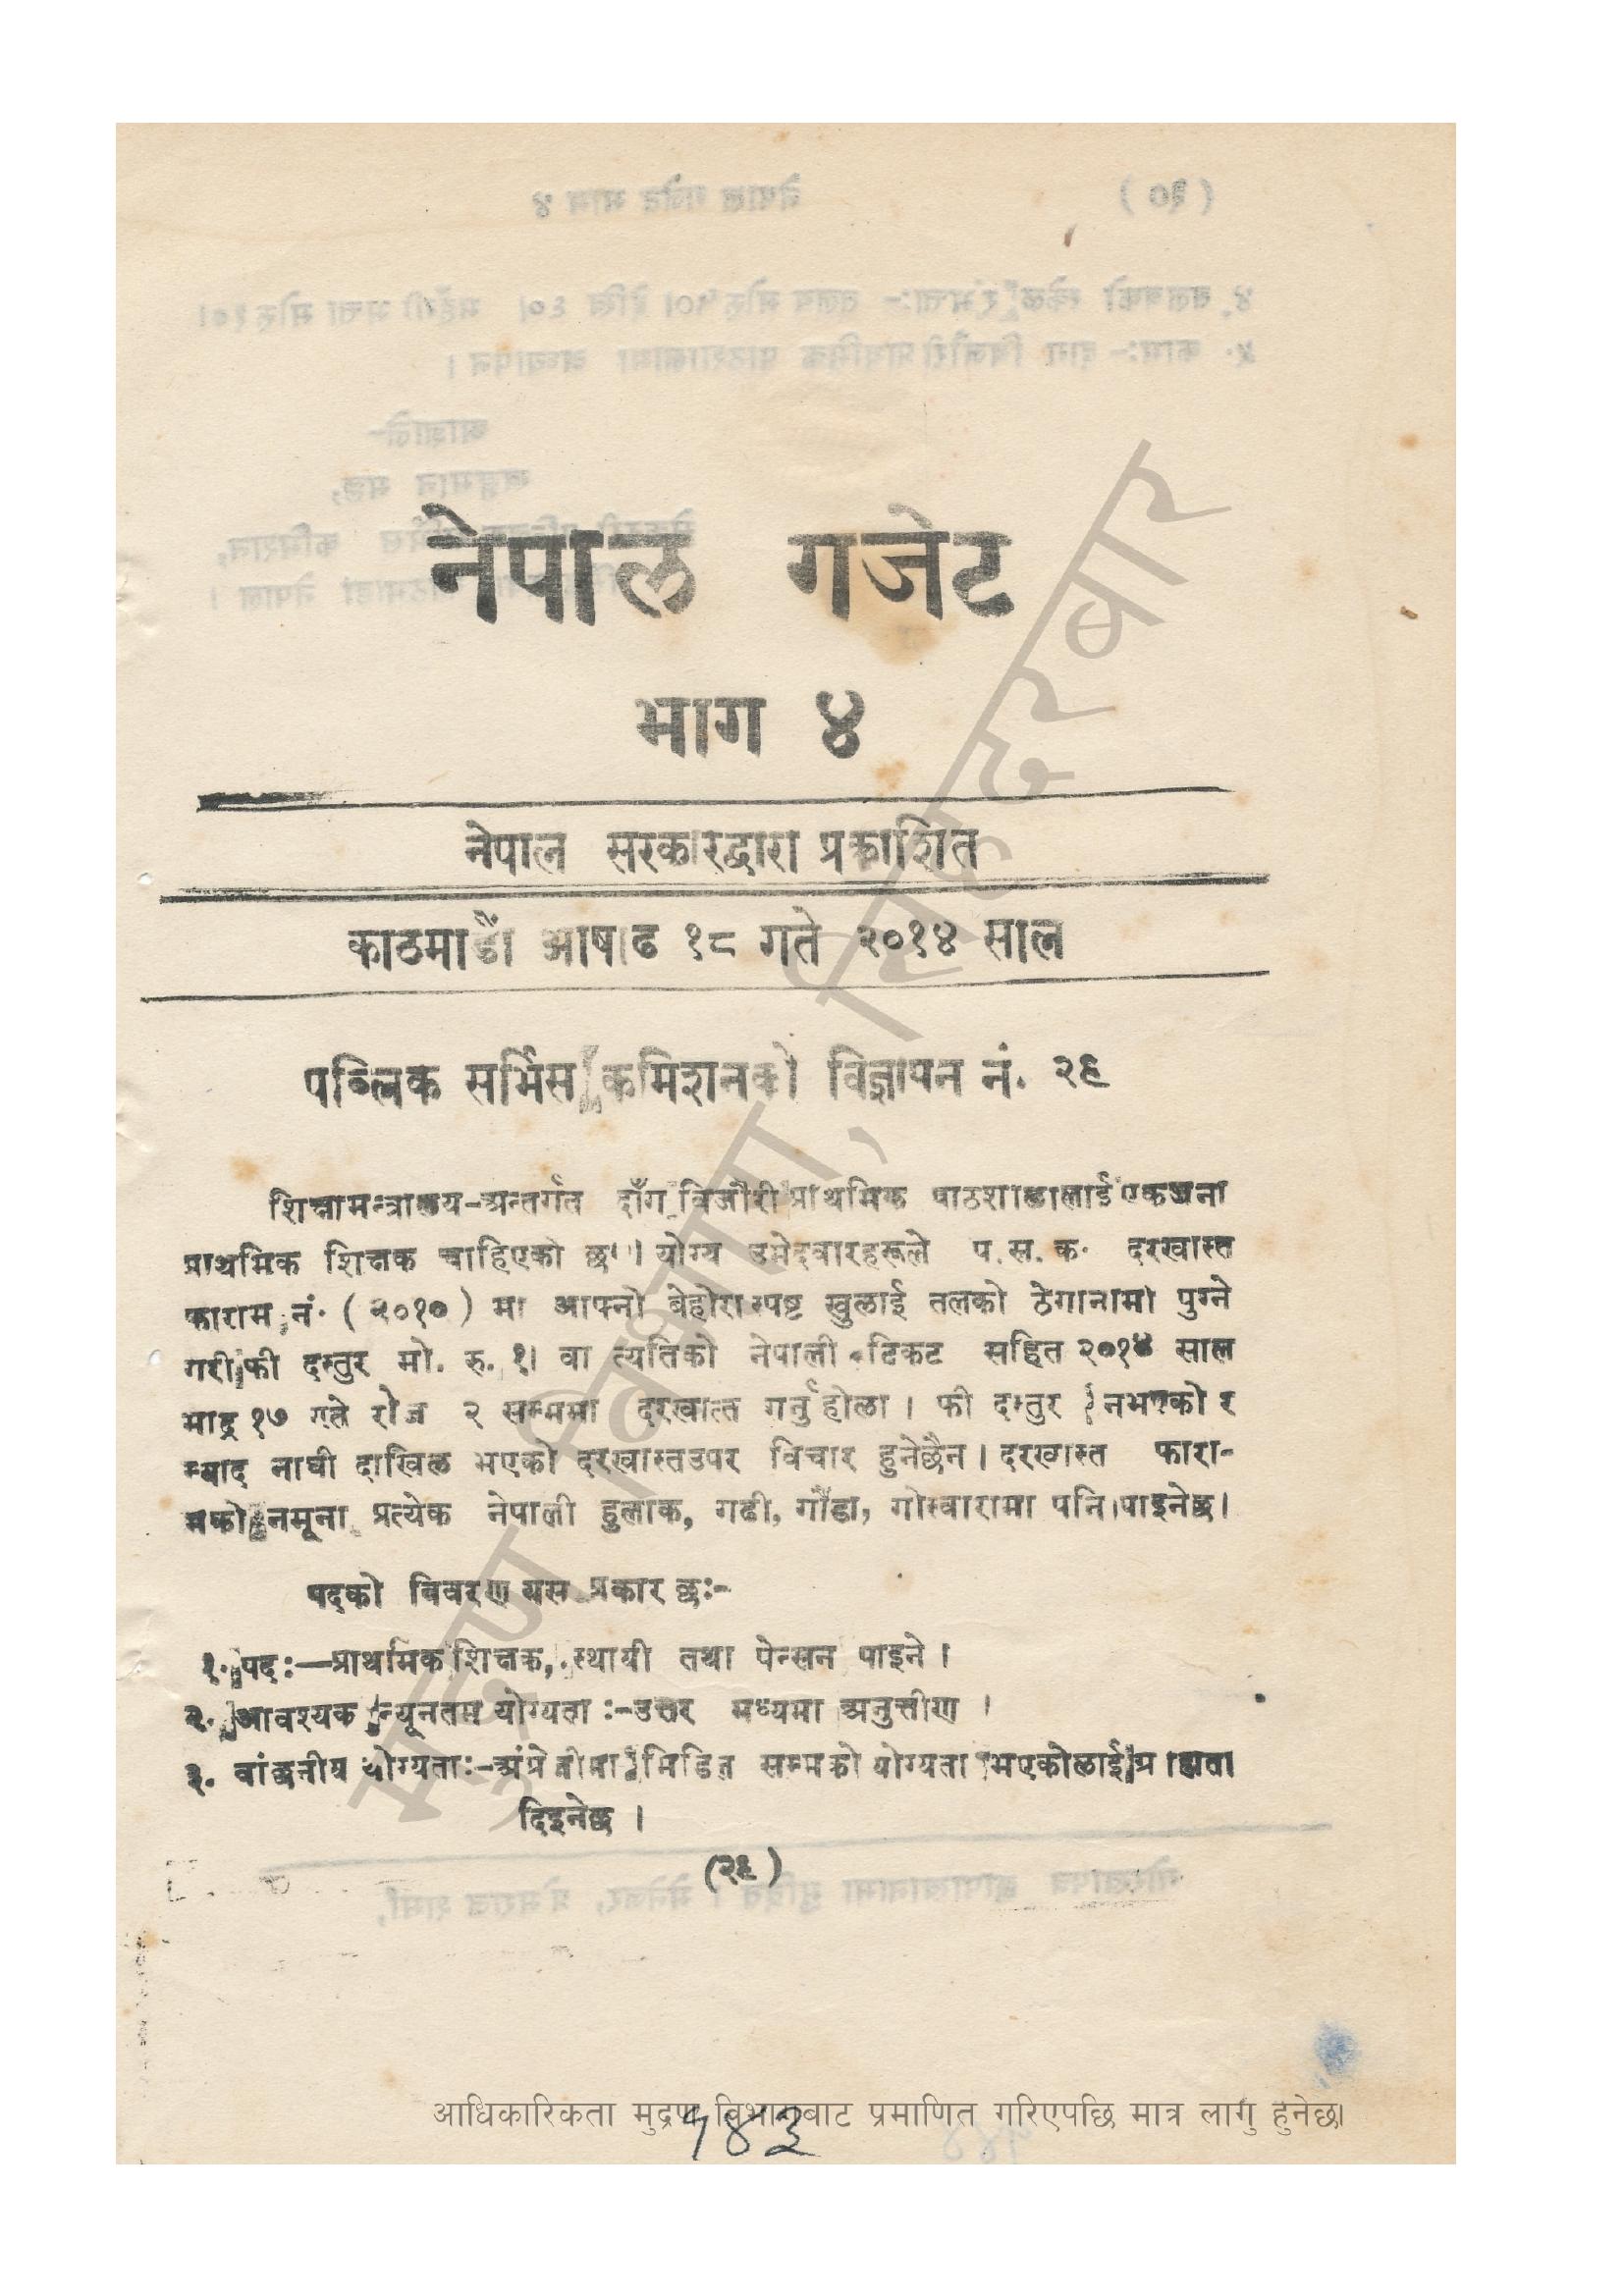 नेपाल गजेट
भाग ४
नेपाल सरकारद्वारा प्रकाशित
काठमाडौं आषाढ १८ गते २०१४ साल
पब्लिक सर्भिस कमिशनको विज्ञापन नं. २९
शिक्षामन्त्रालय-अन्तर्गत दाँग विजौरी प्राथमिक पाठशालालाई एकजना
प्राथमिक शिक्षक चाहिएको छ । योग्य उमेदवारहरूले प. स. क. दरखास्त
फाराम नं. (२०१०) मा आफ्नो बेहोरा स्पष्ट खुलाई तलको ठेगानामा पुग्ने
गरी फी दस्तुर मो. रु. १। वा त्यतिको नेपाली टिकट सहित २०१४ साल
भाद्र १७ गते रोज २ सम्ममा दरखास्त गर्नुहोला । फी दस्तुर नभएको र
म्याद नाघी दाखिल भएको दरखास्तउपर विचार हुनेछैन । दरखास्त फारा-
मको नमूना प्रत्येक नेपाली हुलाक, गढी, गौंडा, गोस्वारामा पनि पाइनेछ।
पदको विवरण यस प्रकार छ:-
१. पद :—प्राथमिक शिक्षक, स्थायी तथा पेन्सन पाइने ।
२. आवश्यक न्यूनतम योग्यता :-उत्तर मध्यमा अनुत्तीण ।
३. वांछनीय योग्यता:- सम्मको योग्यता भएकोलाई
दिइनेछ ।
(२९)
आधिकारिकता मुद्रण विभागबाट प्रमाणित गरिएपछि मात्र लागु हुनेछ।
१४३
मुद्रण विभाग, सिंहदरबार